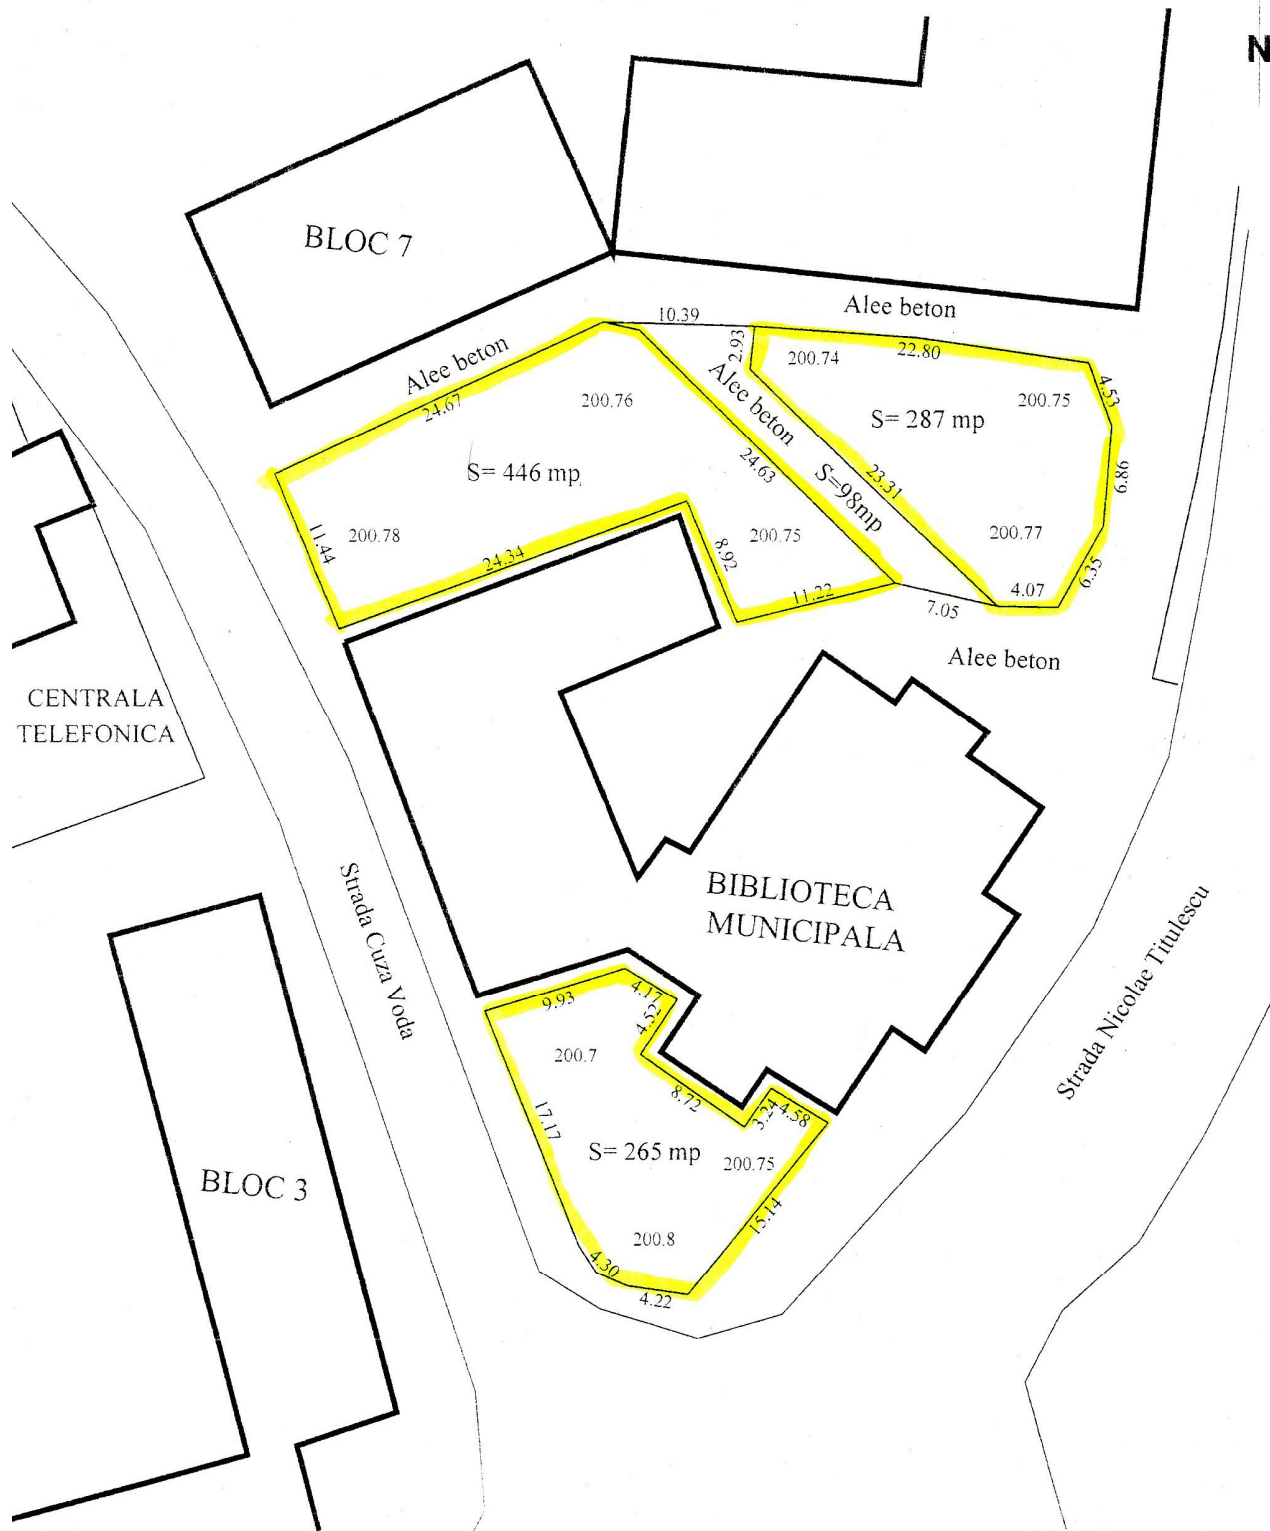 N
BLOC 7
Alee beton
10.39
Alee beton
2.93
200.74
22.80
24.67
200.76
Alee beton
200.75
4.53
S= 287 mp
S= 446 mp
24.63
S=98mp
23.31
6.86
11.44
200.78
24.34
8.92
200.75
200.77
11.22
7.05
4.07
6.35
Alee beton
CENTRALA
TELEFONICA
BIBLIOTECA
MUNICIPALA
Strada Cuza Voda
Strada Nicolae Titulescu
9.93
4.17
4.52
200.7
8.72
3.24
4.58
17.17
S= 265 mp
200.75
BLOC 3
15.14
200.8
4.30
4.22